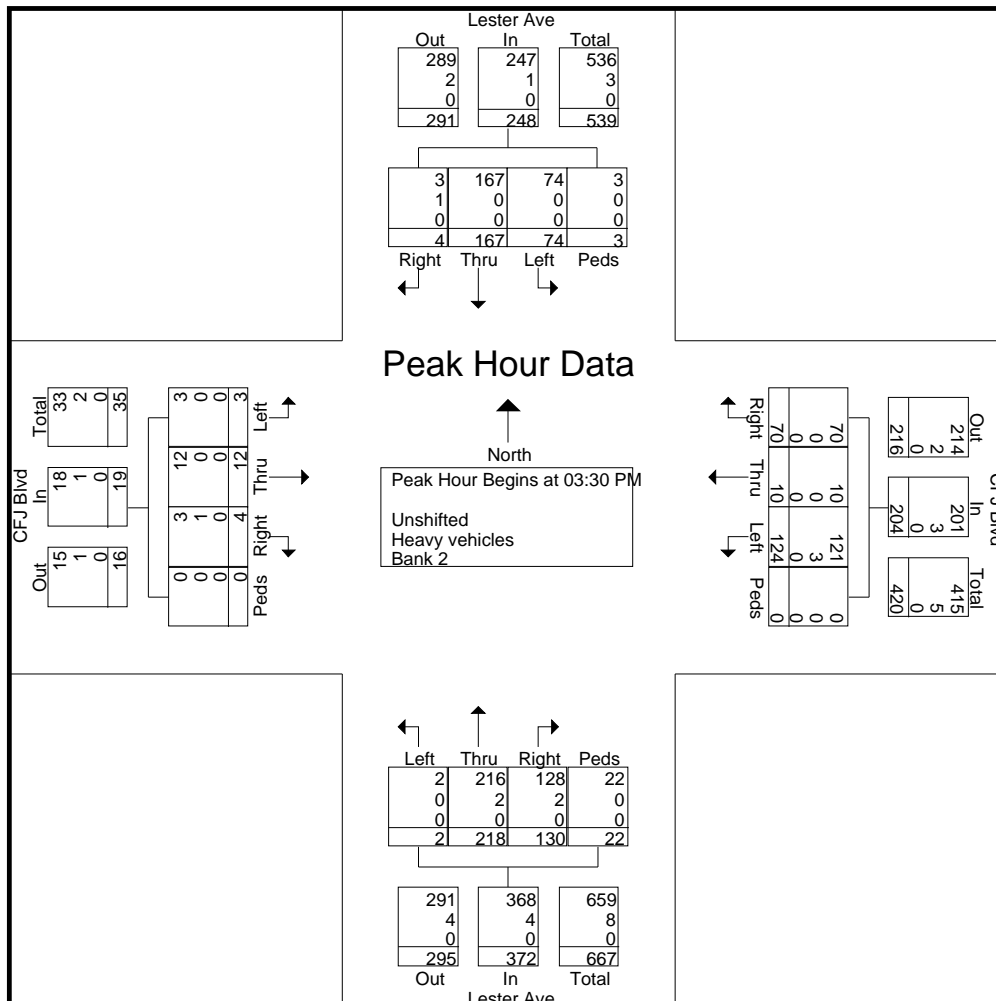 Lester Ave
Out In Total
289 247 536
2 1 3
0 0 0
291 248 539
3 167 74 3
1 0 0 0
0 0 0 0
4 167 74 3
Right Thru Left Peds
Peak Hour Data
North
Peak Hour Begins at 03:30 PM
Unshifted
Heavy vehicles
Bank 2
CFJ Blvd
Total
33 2 0 35
In
18 1 0 19
Out
15 1 0 16
3 0 0 3
Left
12 0 0 12
Thru
3 1 0 4
Right
0 0 0 0
Peds
Right
70 0 0 70
Thru
10 0 0 10
Left
121 3 0 124
Peds
0 0 0 0
Out
214 2 0 216
In
201 3 0 204
Total
415 5 0 420
CFJ Blvd
Left Thru Right Peds
2 216 128 22
0 2 2 0
0 0 0 0
2 218 130 22
291 368 659
4 4 8
0 0 0
295 372 667
Out In Total
Lester Ave